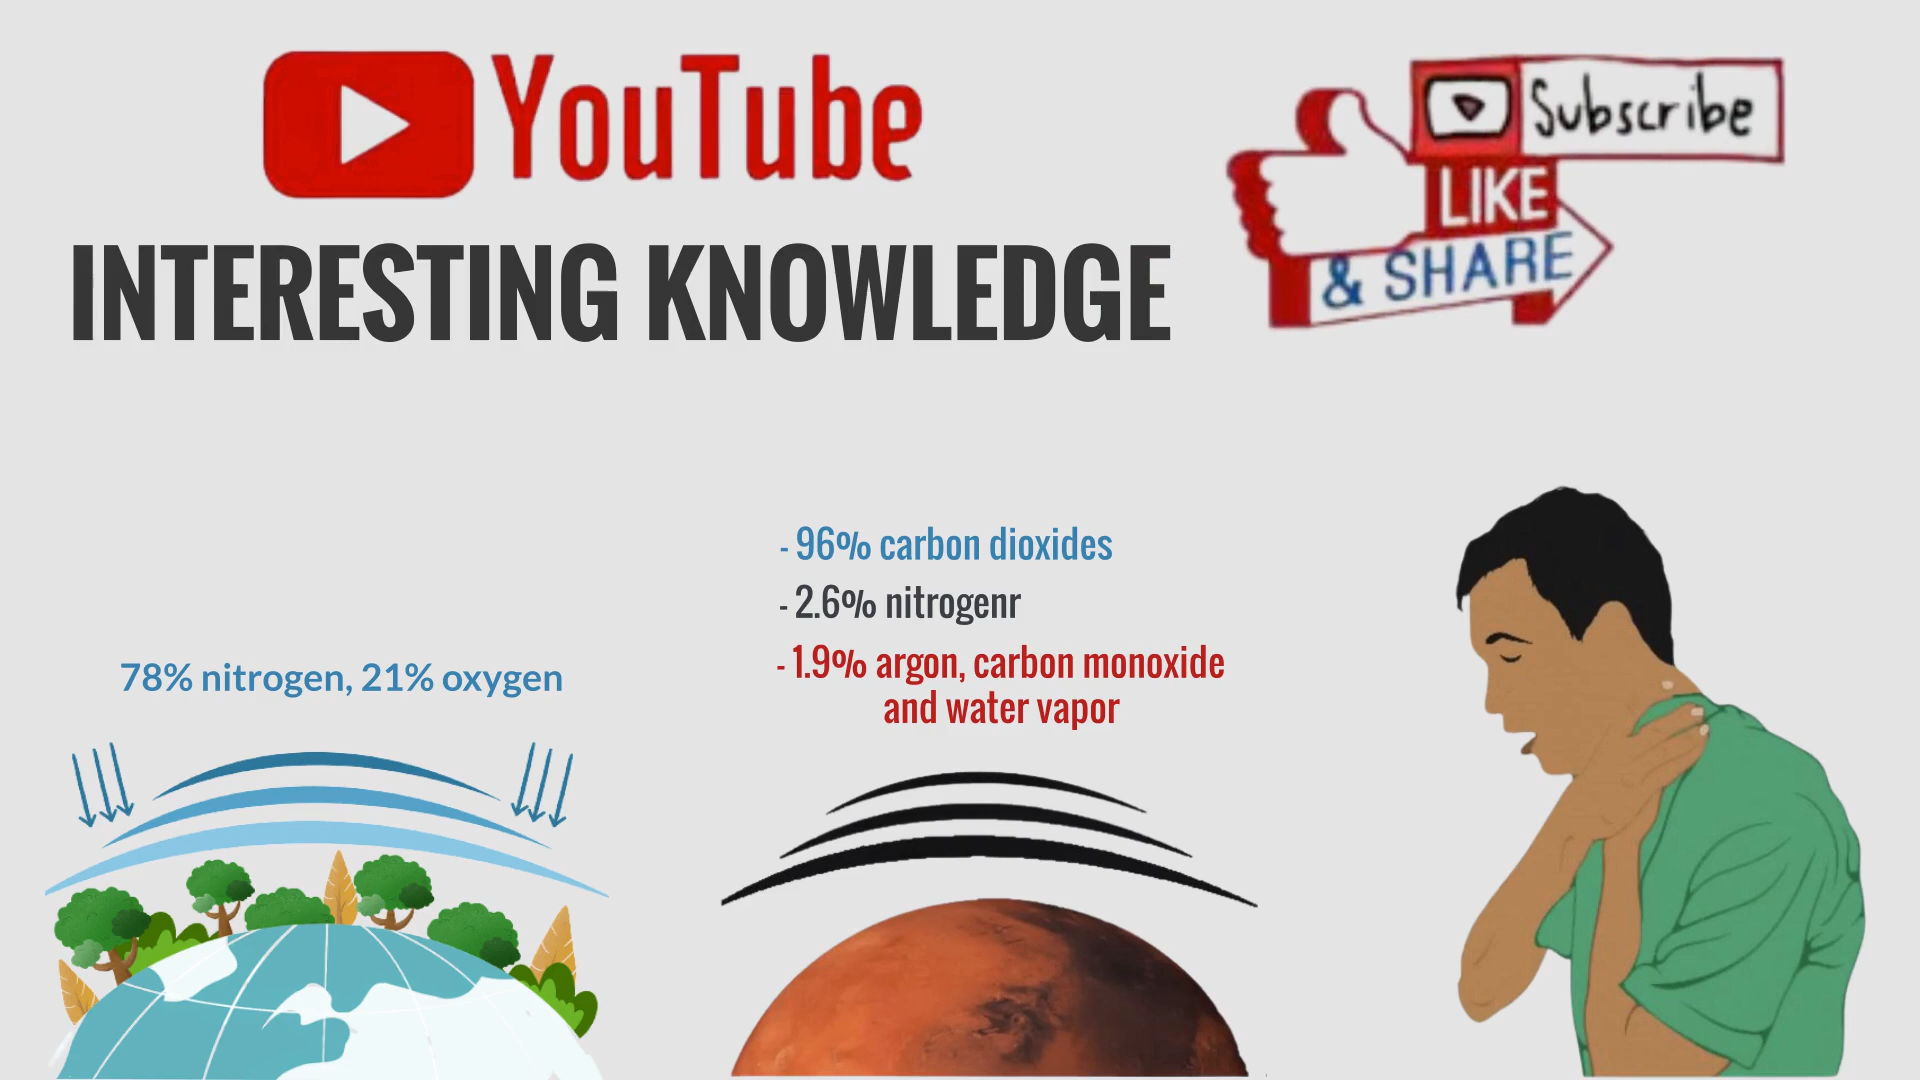 YouTube
INTERESTING KNOWLEDGE
Subscribe
LIKE
& SHARE
- 96% carbon dioxides
- 2.6% nitrogenr
- 1.9% argon, carbon monoxide
and water vapor
78% nitrogen, 21% oxygen